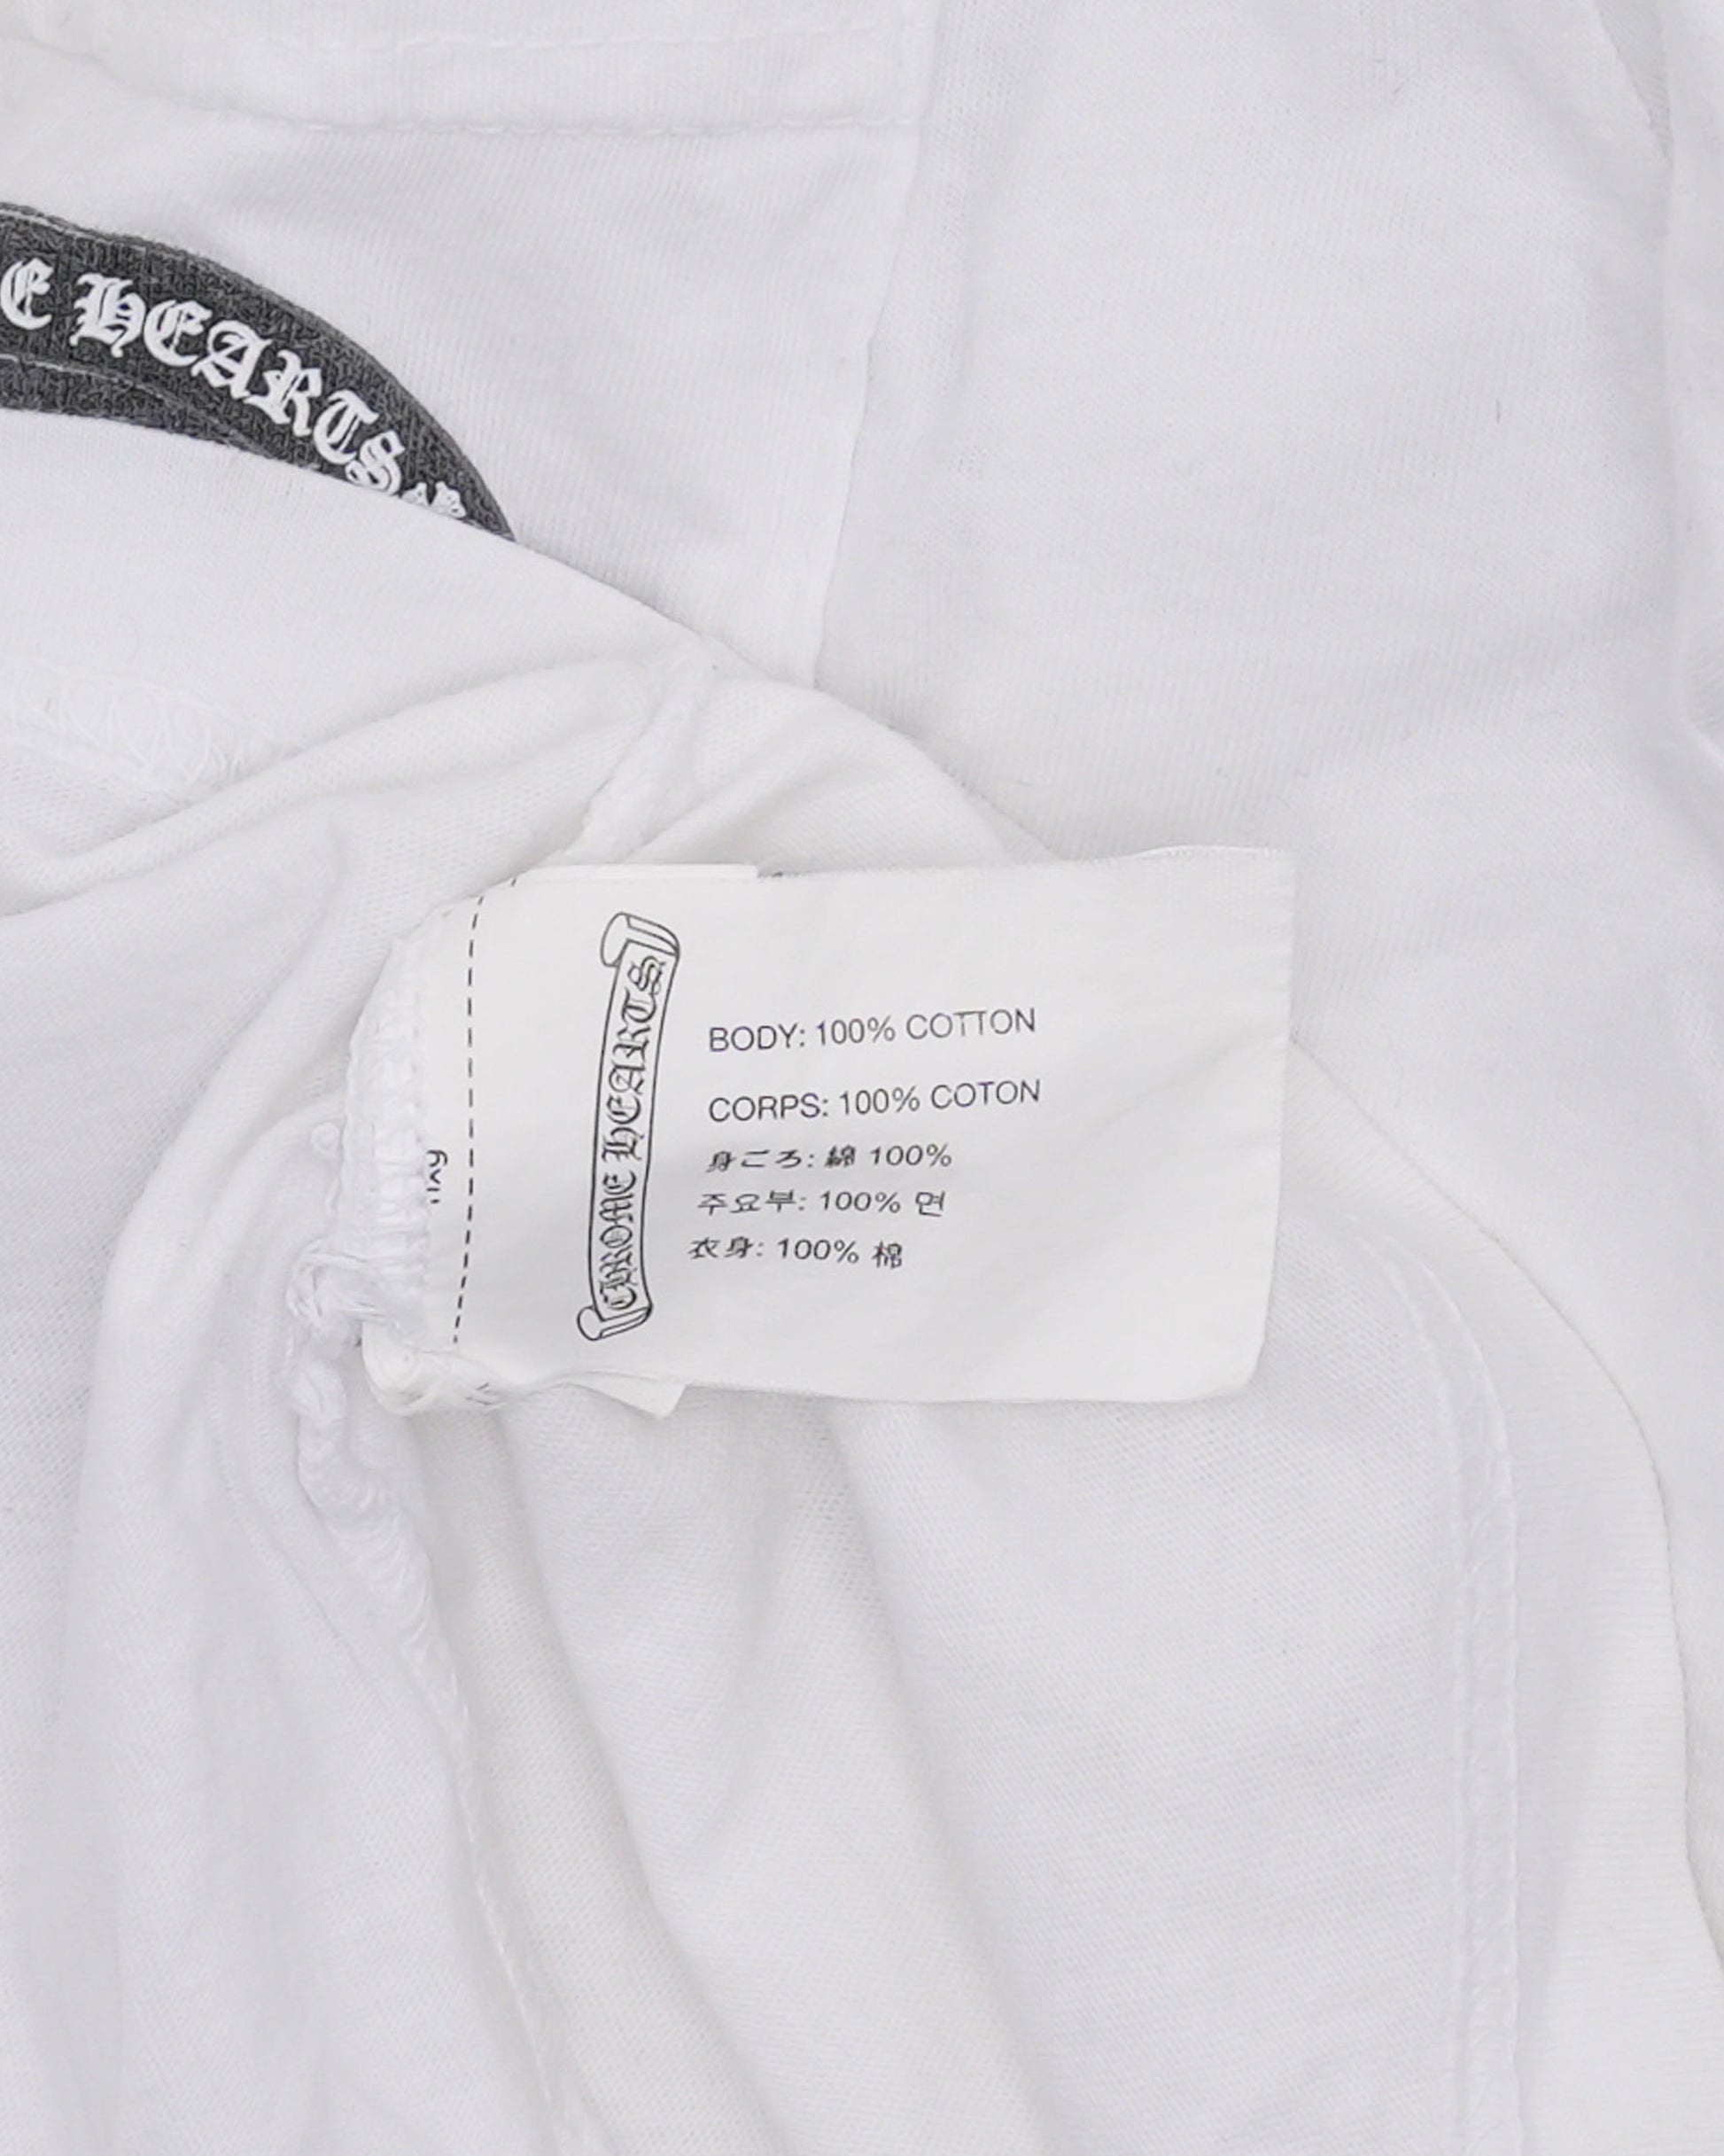 E HEARTS
CHROME HEARTS
BODY: 100% COTTON
CORPS: 100% COTON
身ごろ: 綿 100%
주요부: 100% 면
衣身: 100% 棉